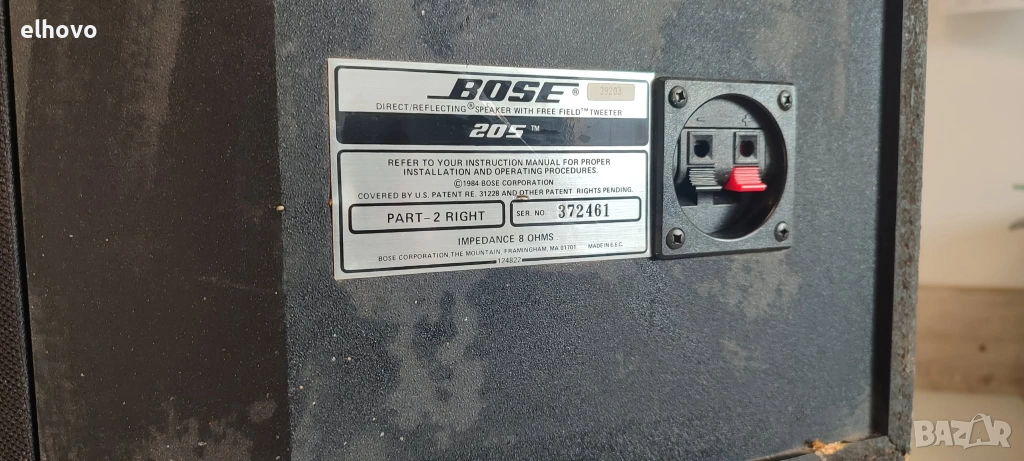 elhovo
BOSE® 39203
DIRECT/REFLECTING® SPEAKER WITH FREE FIELD™ TWEETER
205™
REFER TO YOUR INSTRUCTION MANUAL FOR PROPER
INSTALLATION AND OPERATING PROCEDURES.
©1984 BOSE CORPORATION
COVERED BY U.S. PATENT RE. 31228 AND OTHER PATENT RIGHTS PENDING.
PART-2 RIGHT SER. NO. 372461
IMPEDANCE 8 OHMS
BOSE CORPORATION, THE MOUNTAIN, FRAMINGHAM, MA 01701 MADE IN E.E.C.
124822
- +
BAZAR